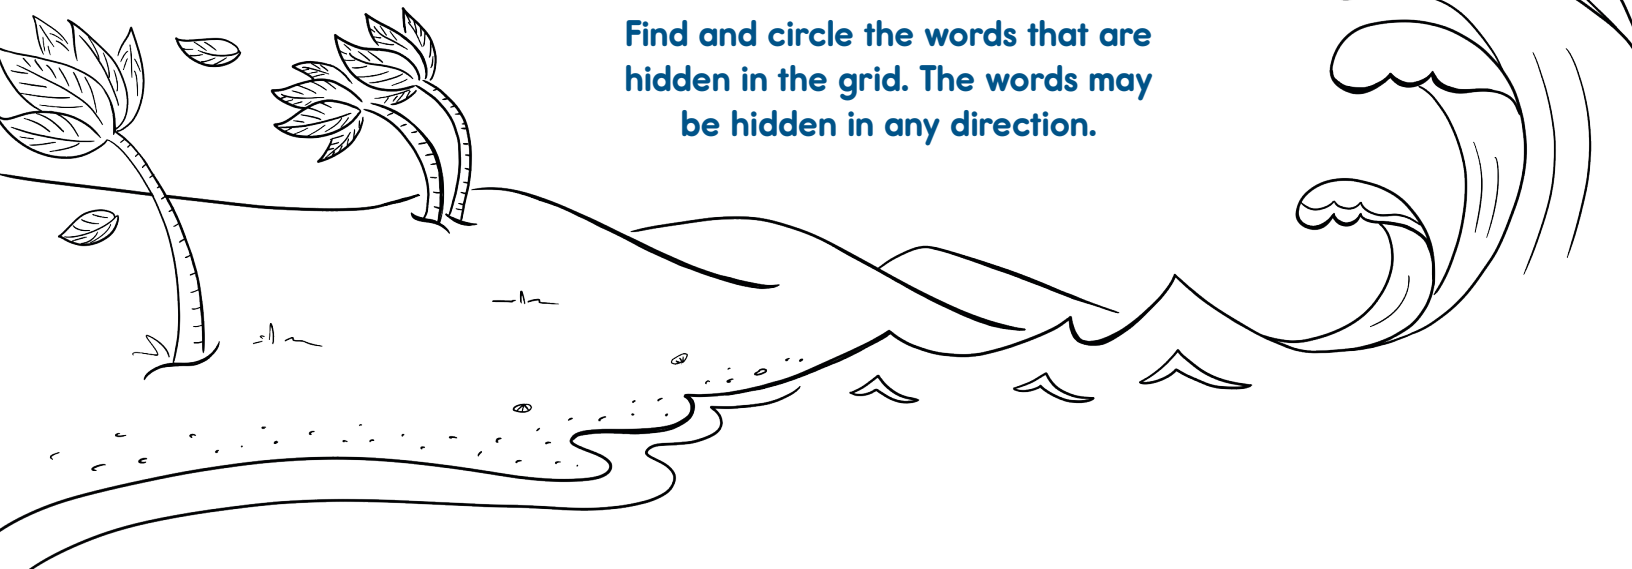 Find and circle the words that are
hidden in the grid. The words may
be hidden in any direction.